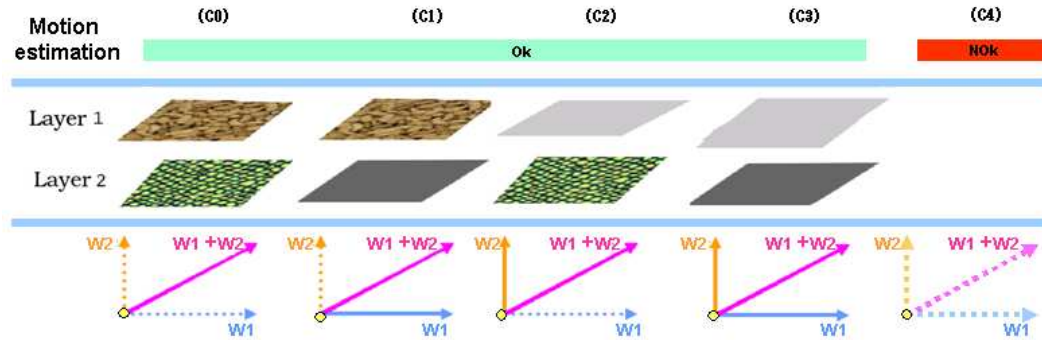 (C0) (C1) (C2) (C3) (C4)
Motion
estimation
Ok NOk
Layer 1
Layer 2
W2 W1 +W2 W2 W1 +W2 W2 W1 +W2 W2 W1 +W2 W2 W1 +W2
W1 W1 W1 W1 W1